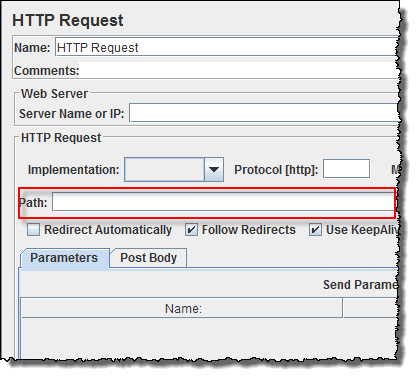 HTTP Request
Name: HTTP Request
Comments:
Web Server
Server Name or IP:
HTTP Request
Implementation: Protocol [http]: M
Path:
Redirect Automatically Follow Redirects Use KeepAliv
Parameters Post Body
Send Parame
Name: